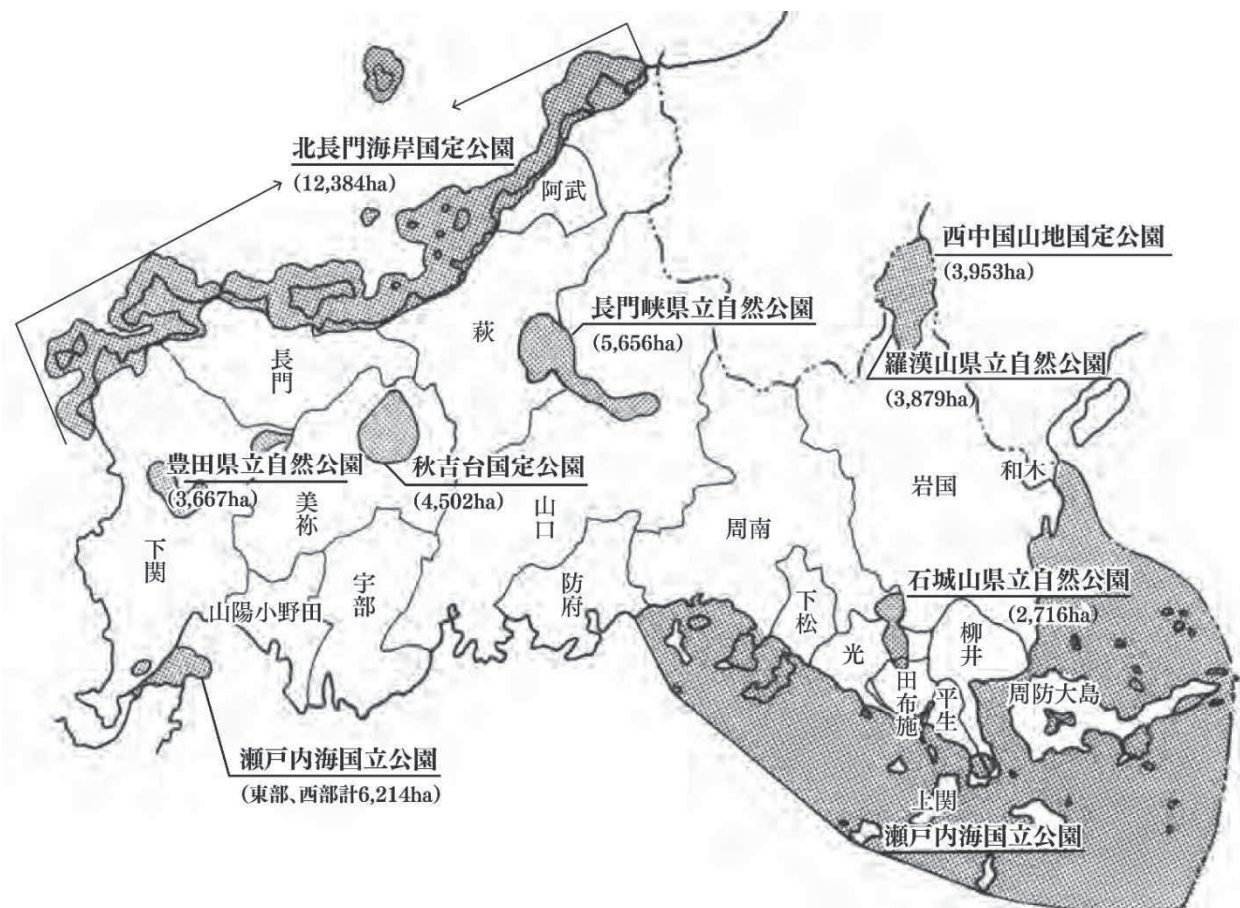 北長門海岸国定公園
(12,384ha)
阿武
西中国山地国定公園
(3,953ha)
長門峡県立自然公園
(5,656ha)
萩
羅漢山県立自然公園
(3,879ha)
長門
豊田県立自然公園
(3,667ha)
秋吉台国定公園
(4,502ha)
和木
岩国
美祢
山口
周南
下関
宇部
防府
山陽小野田
下松
石城山県立自然公園
(2,716ha)
柳井
光
田布施
平生
周防大島
瀬戸内海国立公園
(東部、西部計6,214ha)
上関
瀬戸内海国立公園